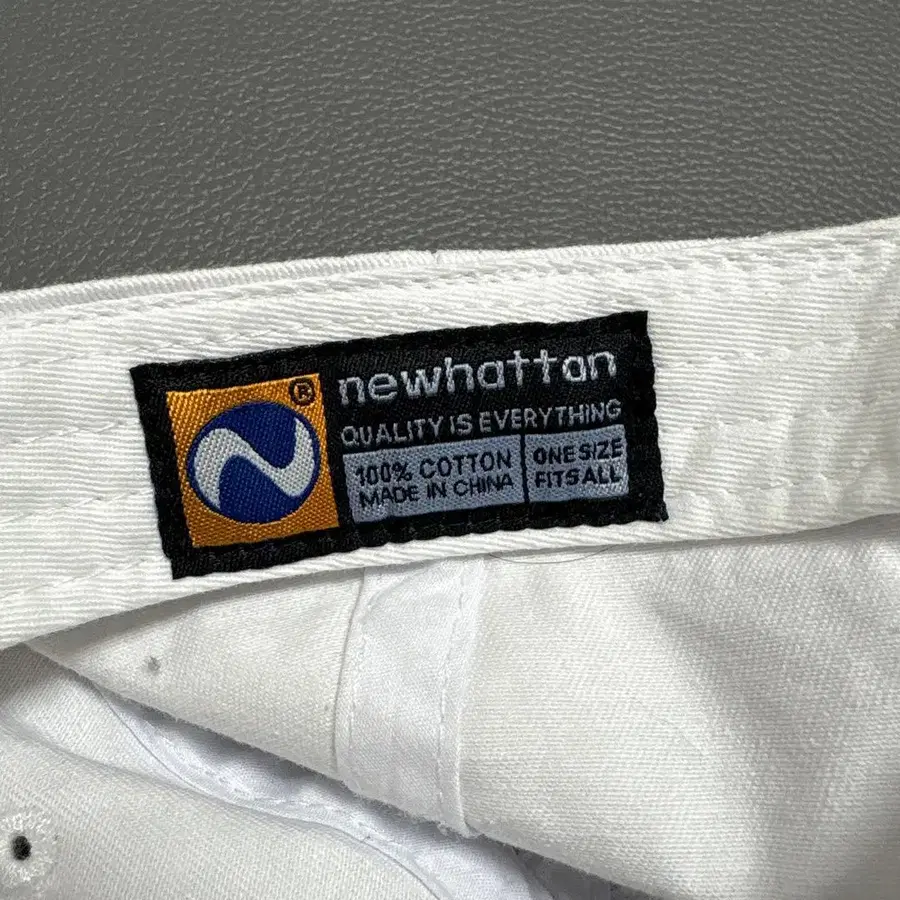 ®
newhattan
QUALITY IS EVERYTHING
100% COTTON
MADE IN CHINA
ONE SIZE
FITS ALL